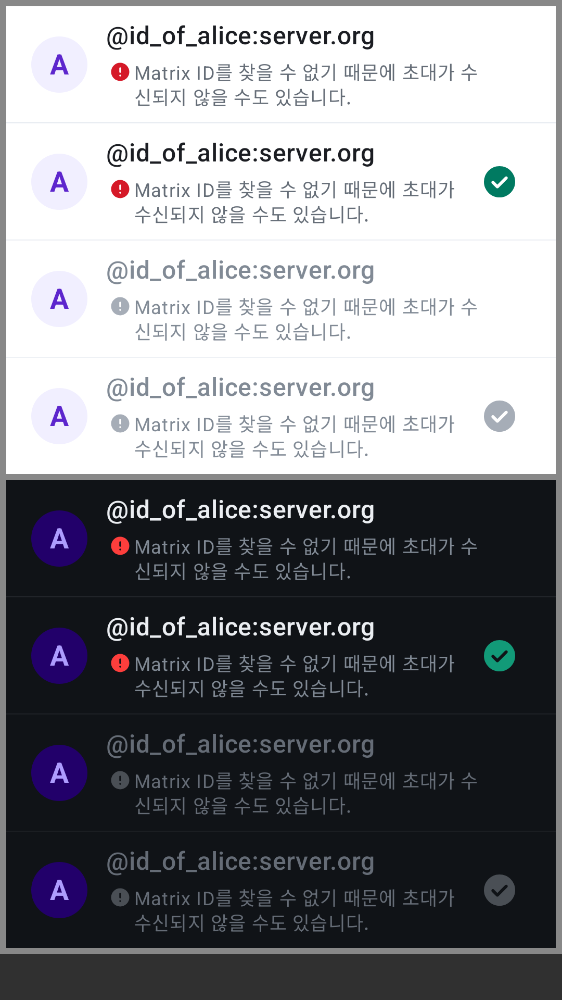 A
@id_of_alice:server.org
Matrix ID를 찾을 수 없기 때문에 초대가 수
신되지 않을 수도 있습니다.
A
@id_of_alice:server.org
Matrix ID를 찾을 수 없기 때문에 초대가
수신되지 않을 수도 있습니다.
A
@id_of_alice:server.org
Matrix ID를 찾을 수 없기 때문에 초대가 수
신되지 않을 수도 있습니다.
A
@id_of_alice:server.org
Matrix ID를 찾을 수 없기 때문에 초대가
수신되지 않을 수도 있습니다.
A
@id_of_alice:server.org
Matrix ID를 찾을 수 없기 때문에 초대가 수
신되지 않을 수도 있습니다.
A
@id_of_alice:server.org
Matrix ID를 찾을 수 없기 때문에 초대가
수신되지 않을 수도 있습니다.
A
@id_of_alice:server.org
Matrix ID를 찾을 수 없기 때문에 초대가 수
신되지 않을 수도 있습니다.
A
@id_of_alice:server.org
Matrix ID를 찾을 수 없기 때문에 초대가
수신되지 않을 수도 있습니다.